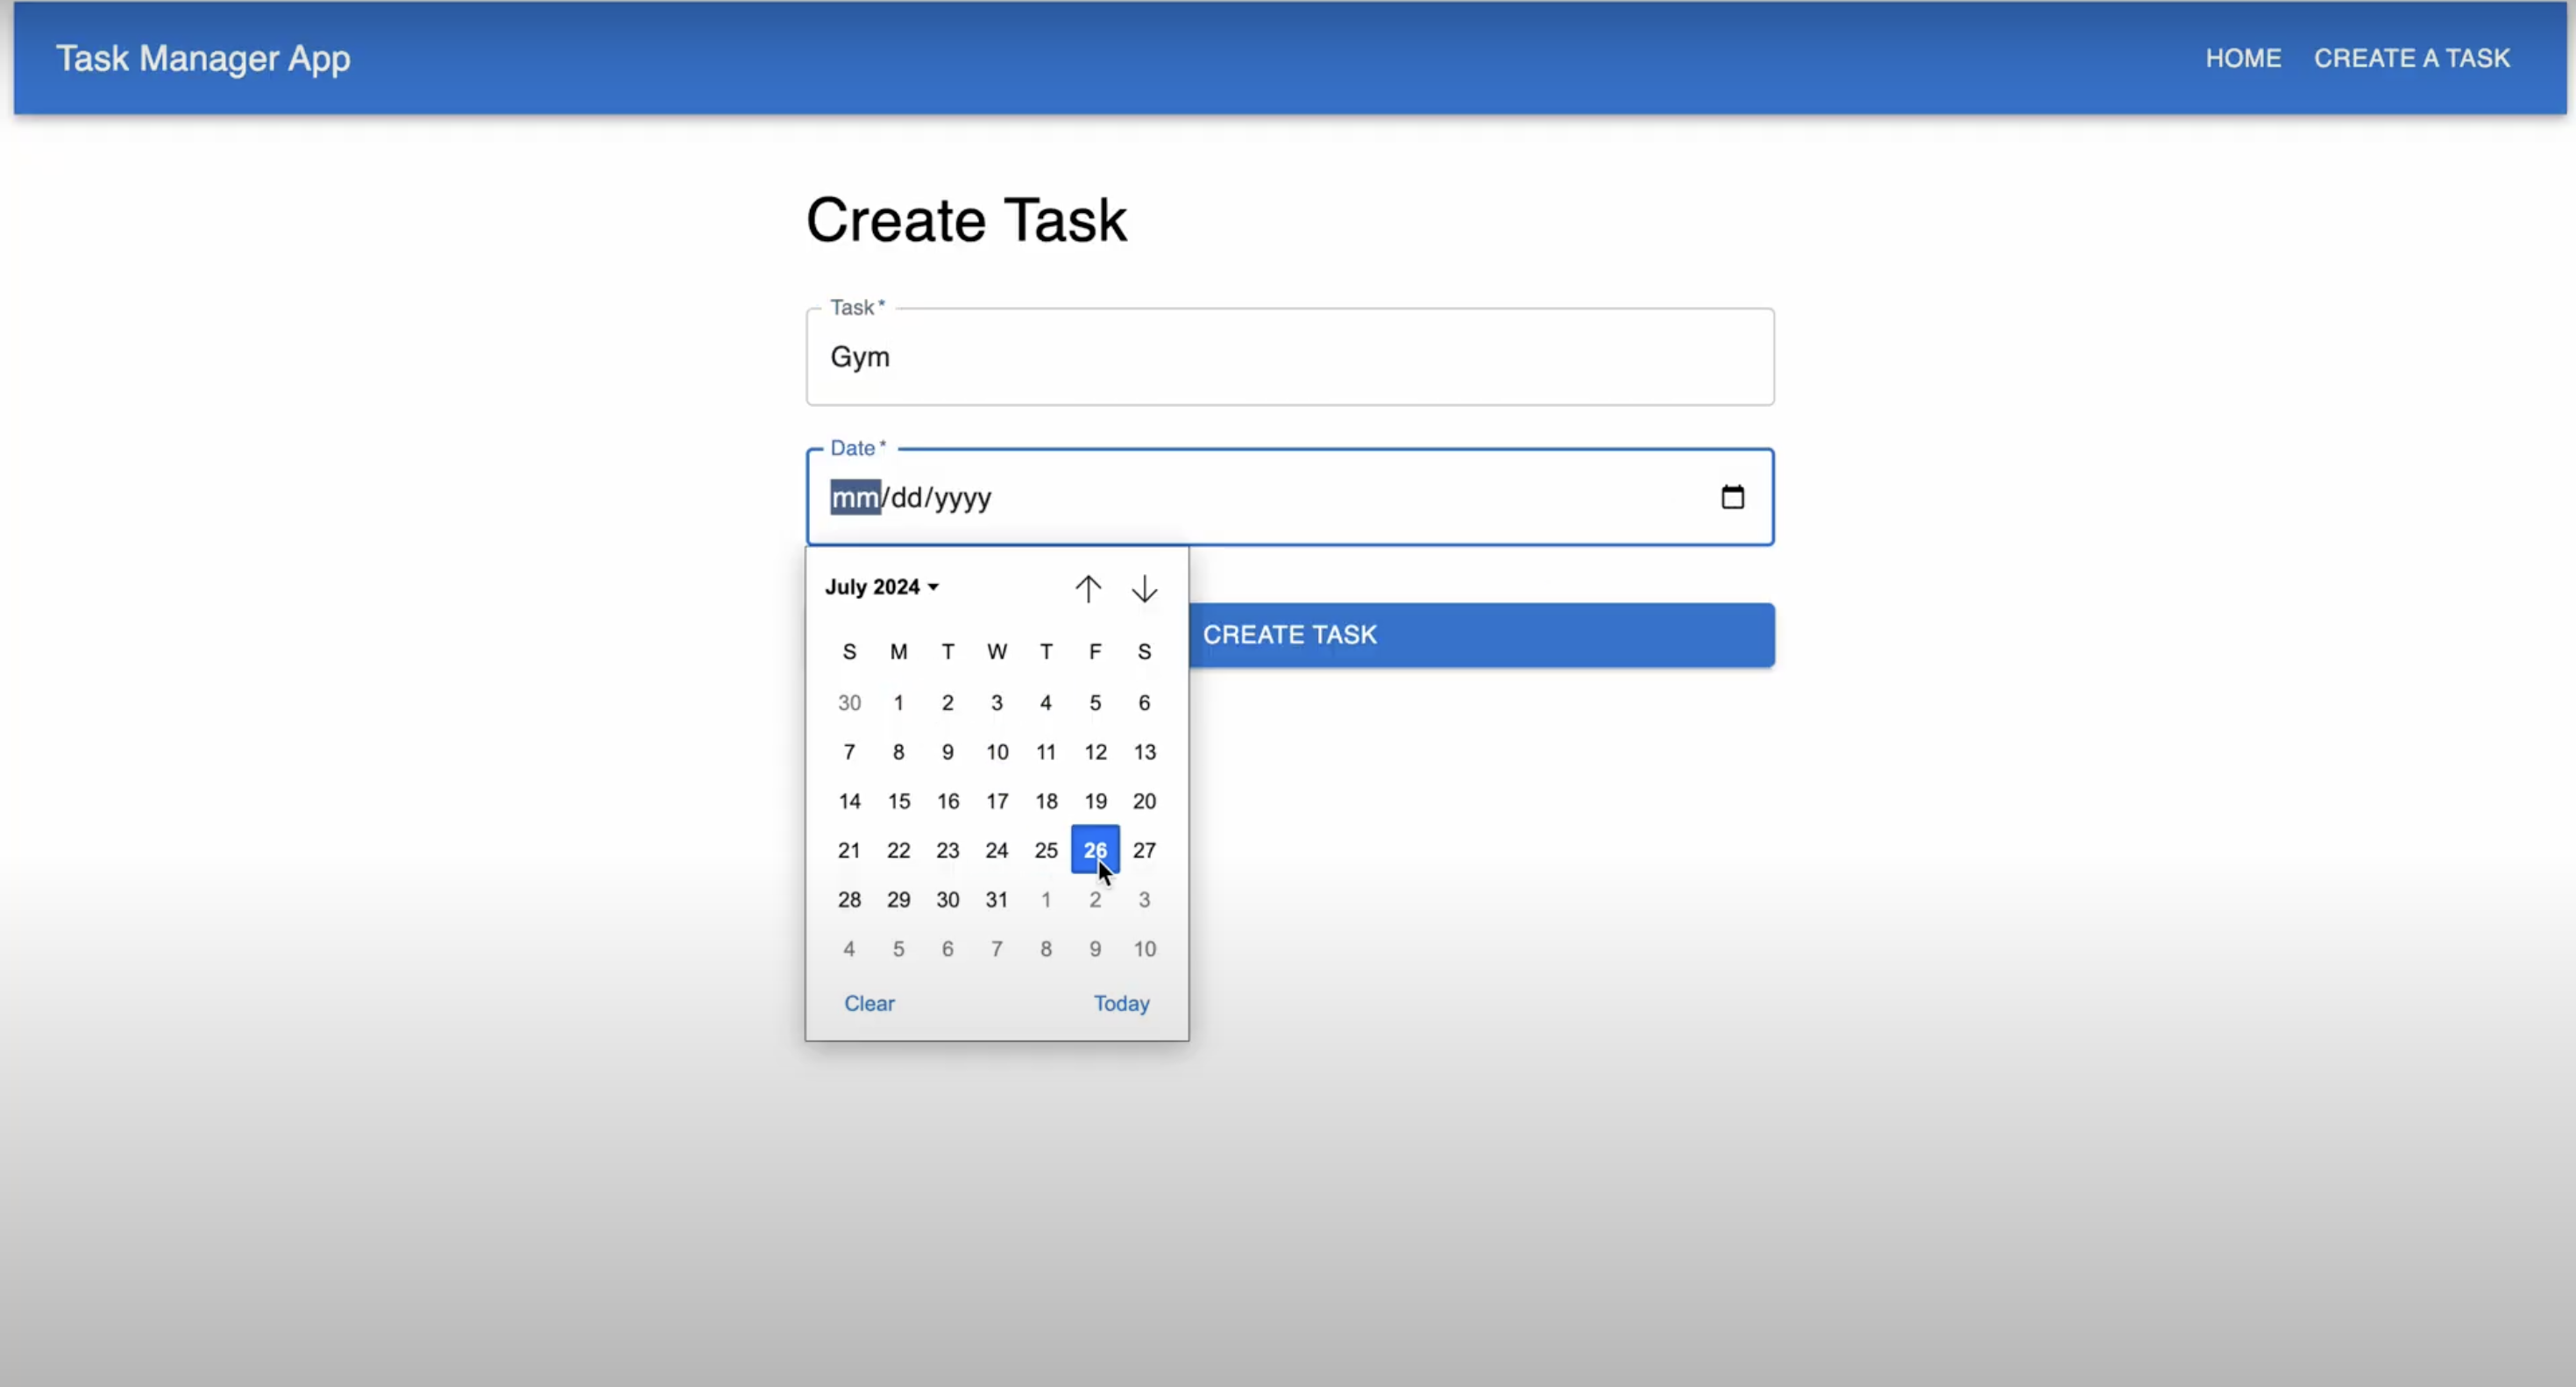 Task Manager App
HOME CREATE A TASK
Create Task
Task *
Gym
Date *
mm/dd/yyyy
July 2024
CREATE TASK
S M T W T F S
30 1 2 3 4 5 6
7 8 9 10 11 12 13
14 15 16 17 18 19 20
21 22 23 24 25 26 27
28 29 30 31 1 2 3
4 5 6 7 8 9 10
Clear Today